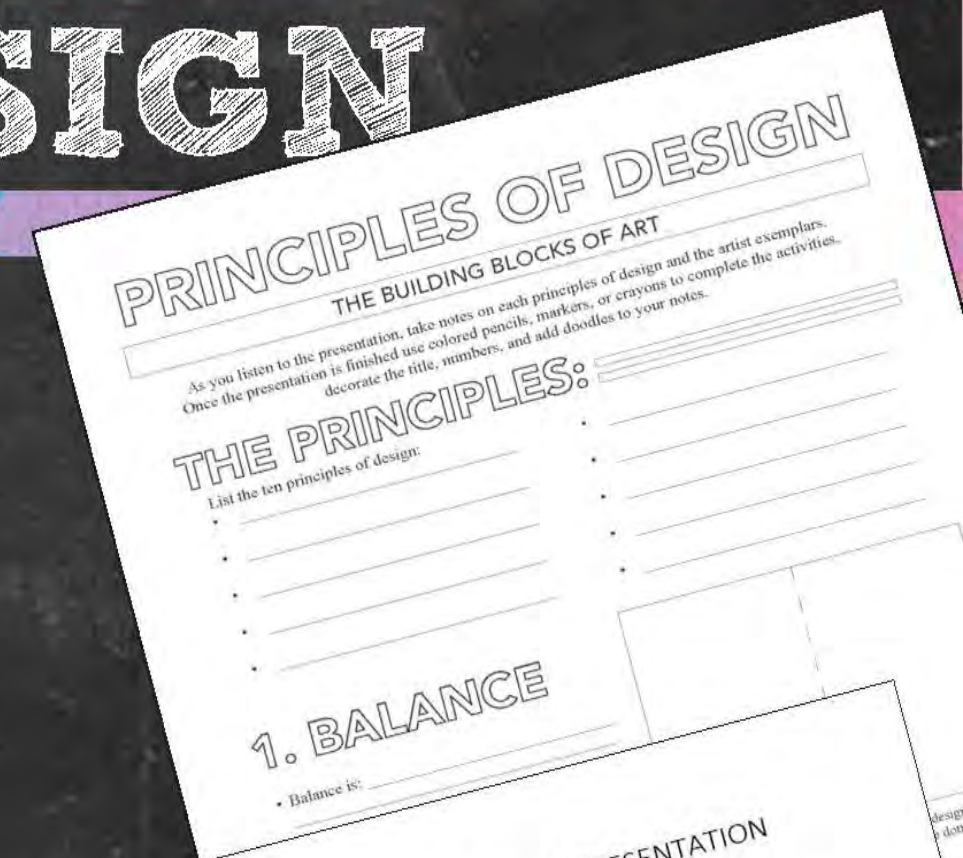 SIGN
PRINCIPLES OF DESIGN
THE BUILDING BLOCKS OF ART
As you listen to the presentation, take notes on each principles of design and the artist exemplars.
Once the presentation is finished use colored pencils, markers, or crayons to complete the activities,
decorate the title, numbers, and add doodles to your notes.
THE PRINCIPLES:
List the ten principles of design:
1. BALANCE
• Balance is: